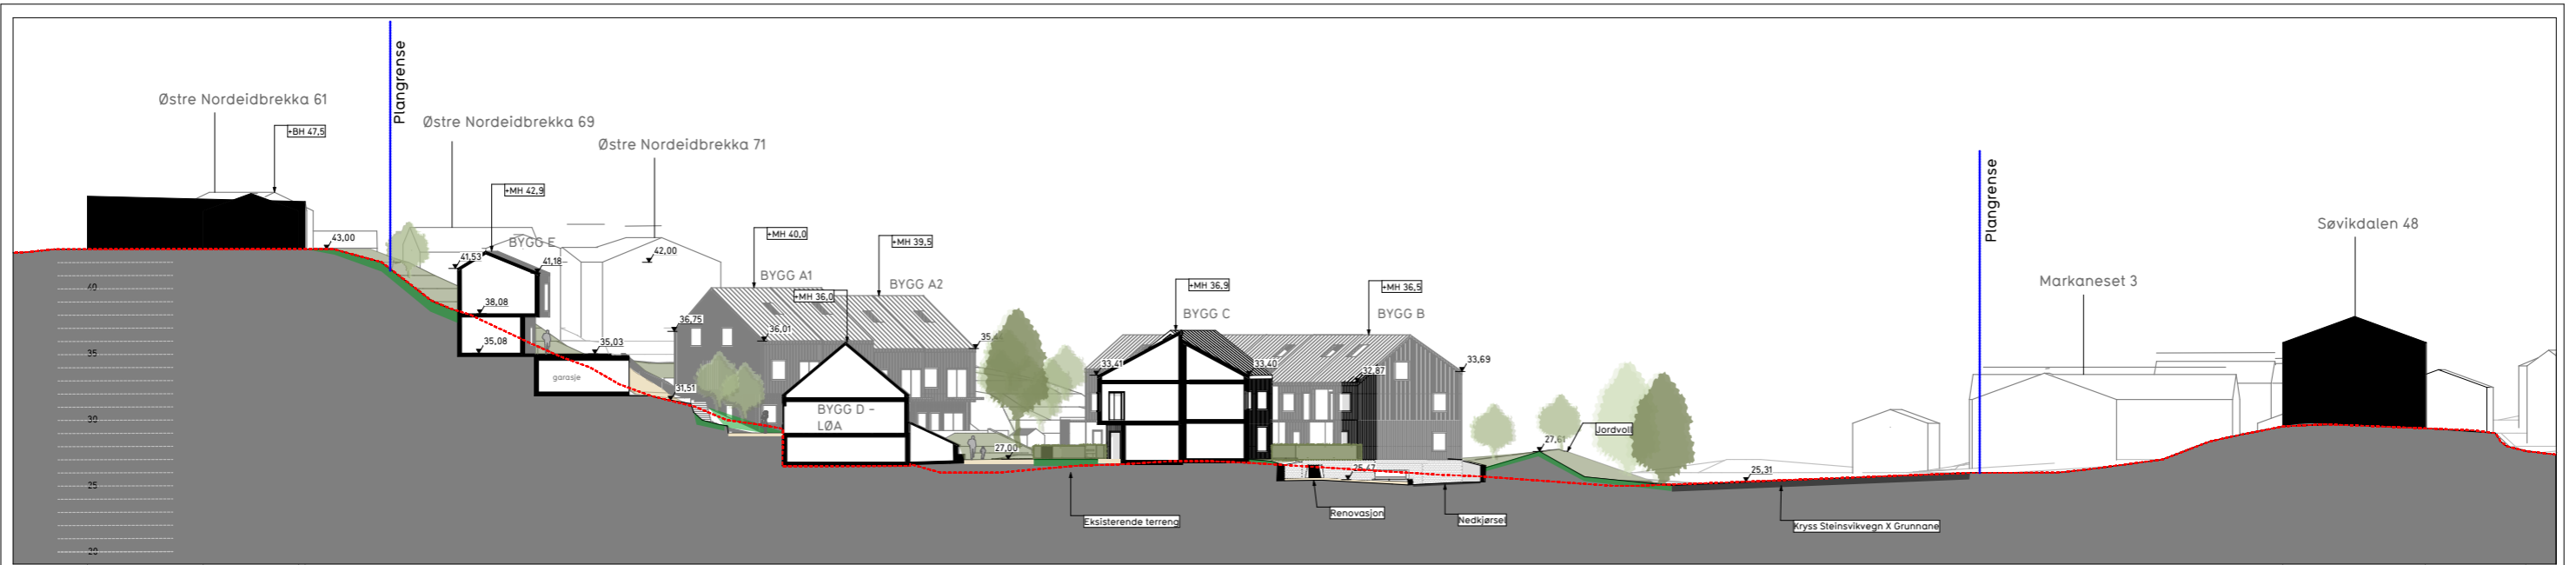 Plangrense
Østre Nordeidbrekka 61
+BH 47,5
Østre Nordeidbrekka 69
Østre Nordeidbrekka 71
+MH 42,9
43,00
BYGG E
41,53
41,18
42,00
38,08
35,08
35,03
garasje
31,51
+MH 40,0
+MH 39,5
BYGG A1
BYGG A2
+MH 36,0
36,75
36,01
BYGG D -
LØA
27,00
+MH 36,9
+MH 36,5
BYGG C
BYGG B
33,41
33,40
32,87
33,69
25,47
27,61
Jordvoll
Eksisterende terreng
Renovasjon
Nedkjørsel
25,31
Kryss Steinsvikvegn X Grunnane
Plangrense
Markaneset 3
Søvikdalen 48
40
35
30
25
20